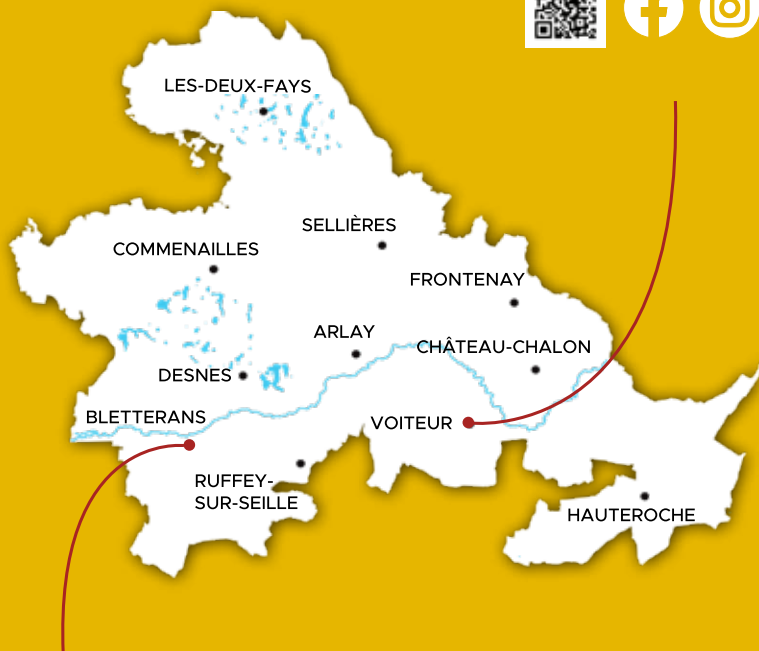 LES-DEUX-FAYS
SELLIÈRES
COMMENAILLES
FRONTENAY
ARLAY
CHÂTEAU-CHALON
DESNES
BLETTERANS
VOITEUR
RUFFEY-
SUR-SEILLE
HAUTEROCHE